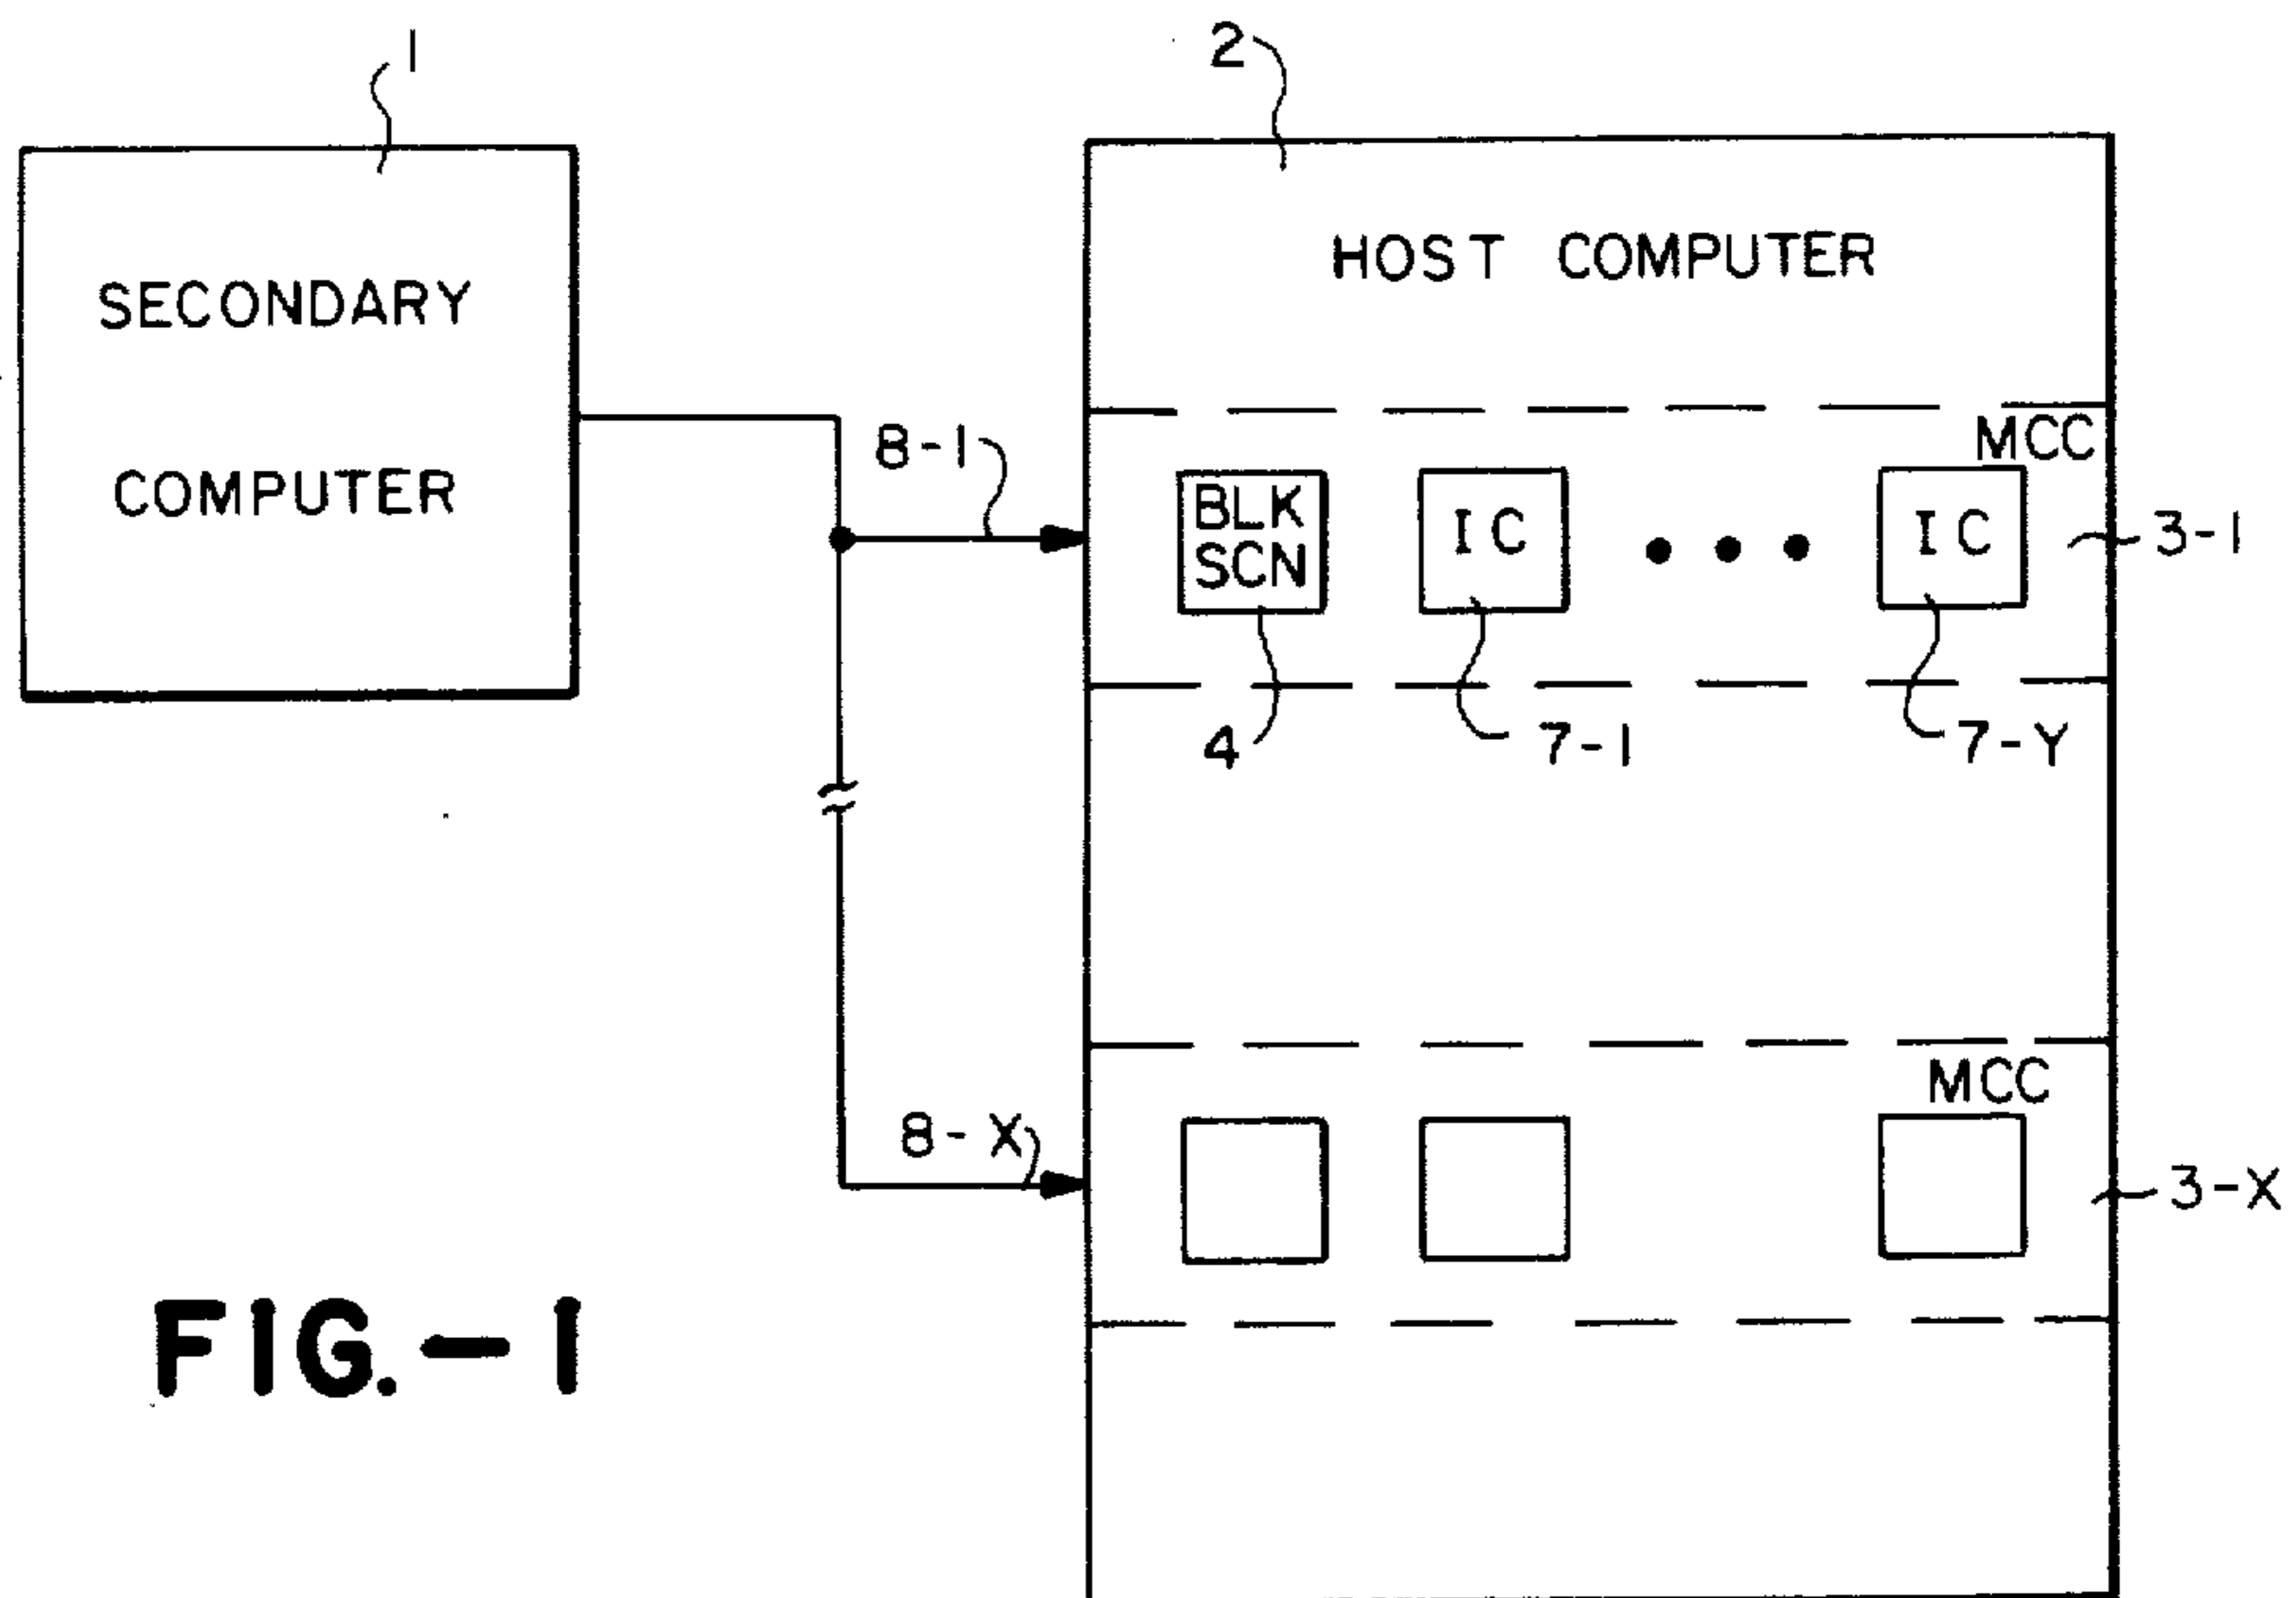 1
2
SECONDARY
COMPUTER
HOST COMPUTER
MCC
8-1
BLK
SCN
IC
IC
3-1
4
7-1
7-Y
MCC
8-X
3-X
FIG.-1